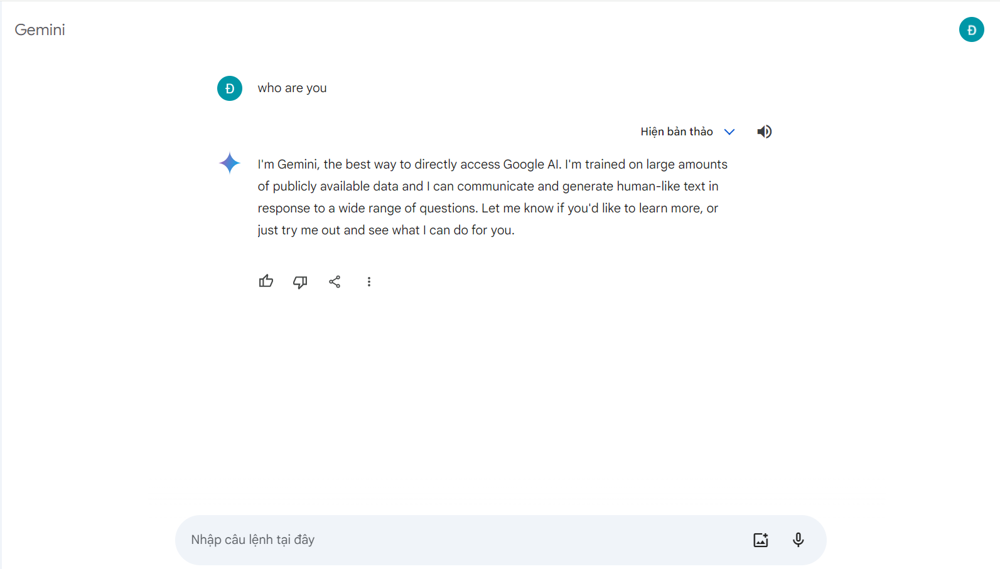 Gemini
Đ
Đ
who are you
Hiện bản thảo
I'm Gemini, the best way to directly access Google AI. I'm trained on large amounts
of publicly available data and I can communicate and generate human-like text in
response to a wide range of questions. Let me know if you'd like to learn more, or
just try me out and see what I can do for you.
Nhập câu lệnh tại đây